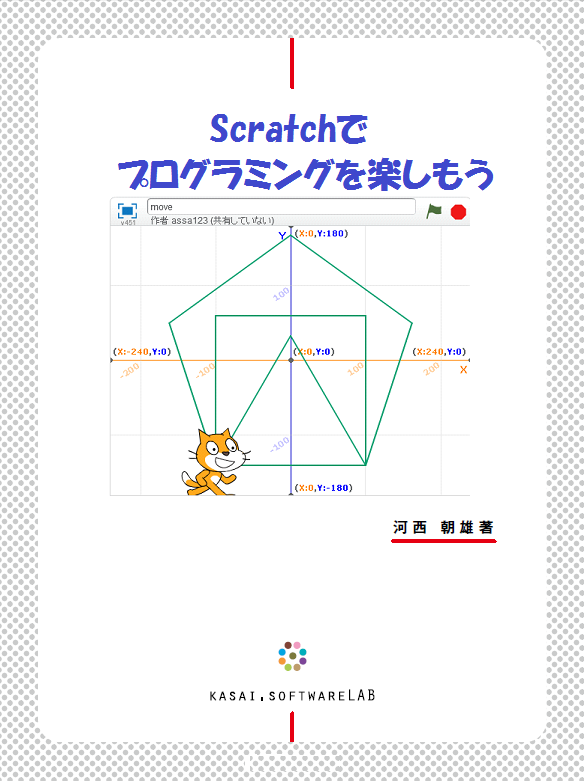 Scratchで
プログラミングを楽しもう
move
v451
作者 assa123 (共有していない)
Y
(X:0,Y:180)
100
(X:-240,Y:0)
(X:0,Y:0)
(X:240,Y:0)
-200
-100
100
200
X
-100
(X:0,Y:-180)
河西 朝雄著
KASAI.SOFTWARELAB